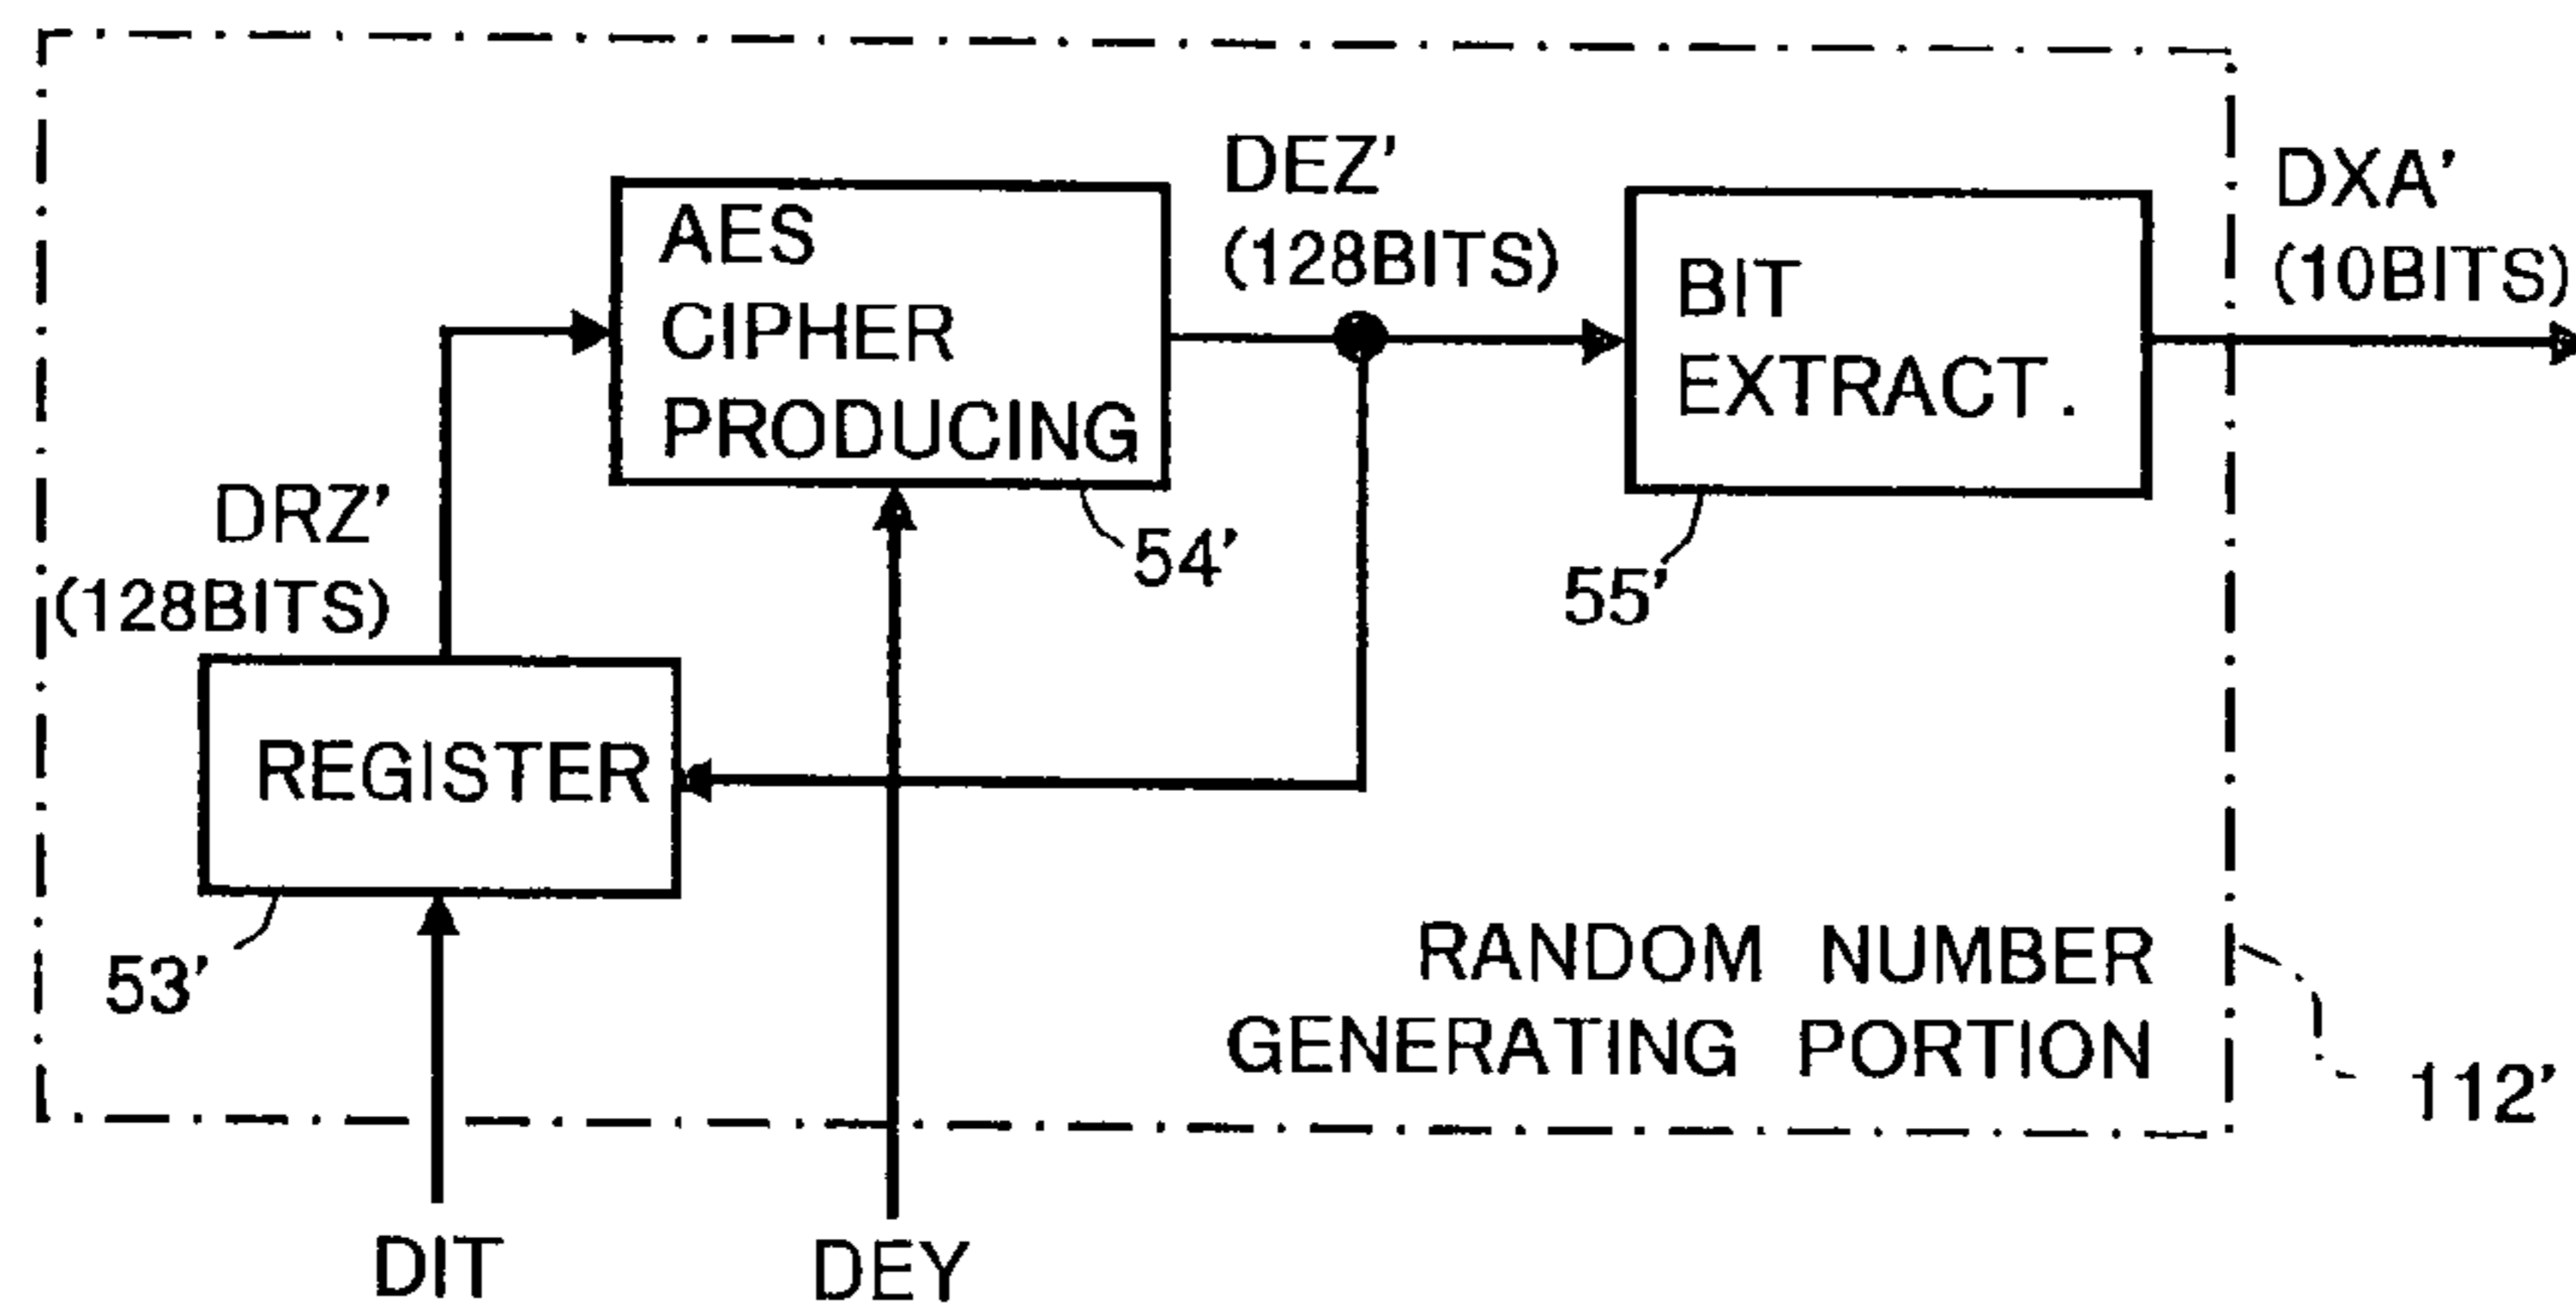 AES
CIPHER
PRODUCING
DEZ'
(128BITS)
BIT
EXTRACT.
DXA'
(10BITS)
DRZ'
(128BITS)
54'
55'
REGISTER
53'
RANDOM NUMBER
GENERATING PORTION
112'
DIT
DEY